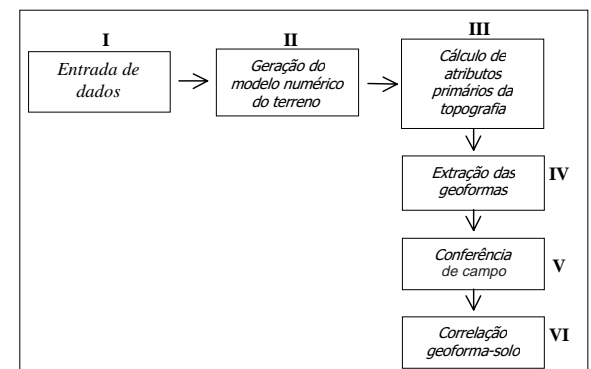 I
Entrada de
dados
II
Geração do
modelo numérico
do terreno
III
Cálculo de
atributos
primários da
topografia
Extração das
geoformas
IV
Conferência
de campo
V
Correlação
geoforma-solo
VI